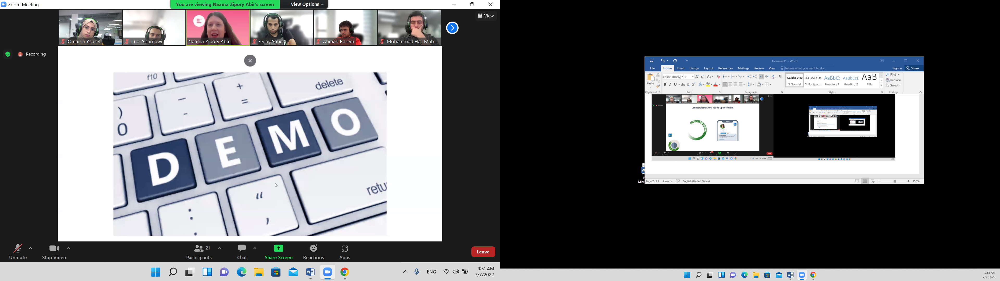 Zoom Meeting
You are viewing Naama Zipory Abir's screen
View Options
View
Omama Yousef
Luai Sharqawi
Naama Zipory Abir
Oday Sabe
Ahmad Basem
Mohammad Haj-Mah...
Recording
f10
delete
+
=
-
)
0
D E M O
"
,
:
;
retu
Unmute
Stop Video
21
Participants
Chat
Share Screen
Reactions
Apps
Leave
ENG
9:51 AM
7/7/2022
Document1 - Word
File Home Insert Design Layout References Mailings Review View Tell me what you want to do... Sign in Share
Paste
Calibri (Body) 11
AaBbCcDc AaBbCcDc AaBbCc AaBbCcD AaB
¶ Normal ¶ No Spac... Heading 1 Heading 2 Title
Find
Replace
Select
Clipboard Font Paragraph Styles Editing
Let Recruiters Know You're Open to Work
#OPENTOWORK
Page 7 of 7 4 words English (United States) 150%
9:51 AM
7/7/2022